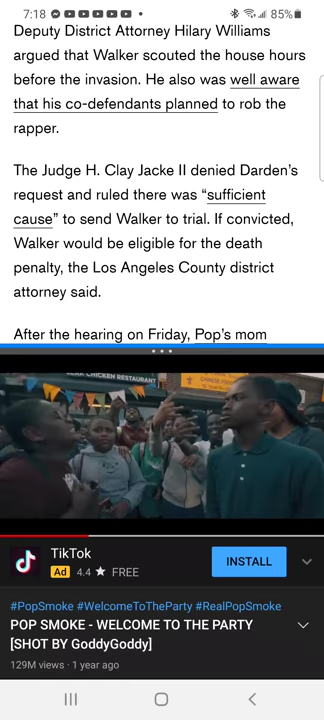 7:18 85%
Deputy District Attorney Hilary Williams
argued that Walker scouted the house hours
before the invasion. He also was well aware
that his co-defendants planned to rob the
rapper.
The Judge H. Clay Jacke II denied Darden's
request and ruled there was “sufficient
cause” to send Walker to trial. If convicted,
Walker would be eligible for the death
penalty, the Los Angeles County district
attorney said.
After the hearing on Friday, Pop's mom
CHICKEN RESTAURANT
TikTok
Ad 4.4 ★ FREE
INSTALL
#PopSmoke #WelcomeToTheParty #RealPopSmoke
POP SMOKE - WELCOME TO THE PARTY
[SHOT BY GoddyGoddy]
129M views · 1 year ago